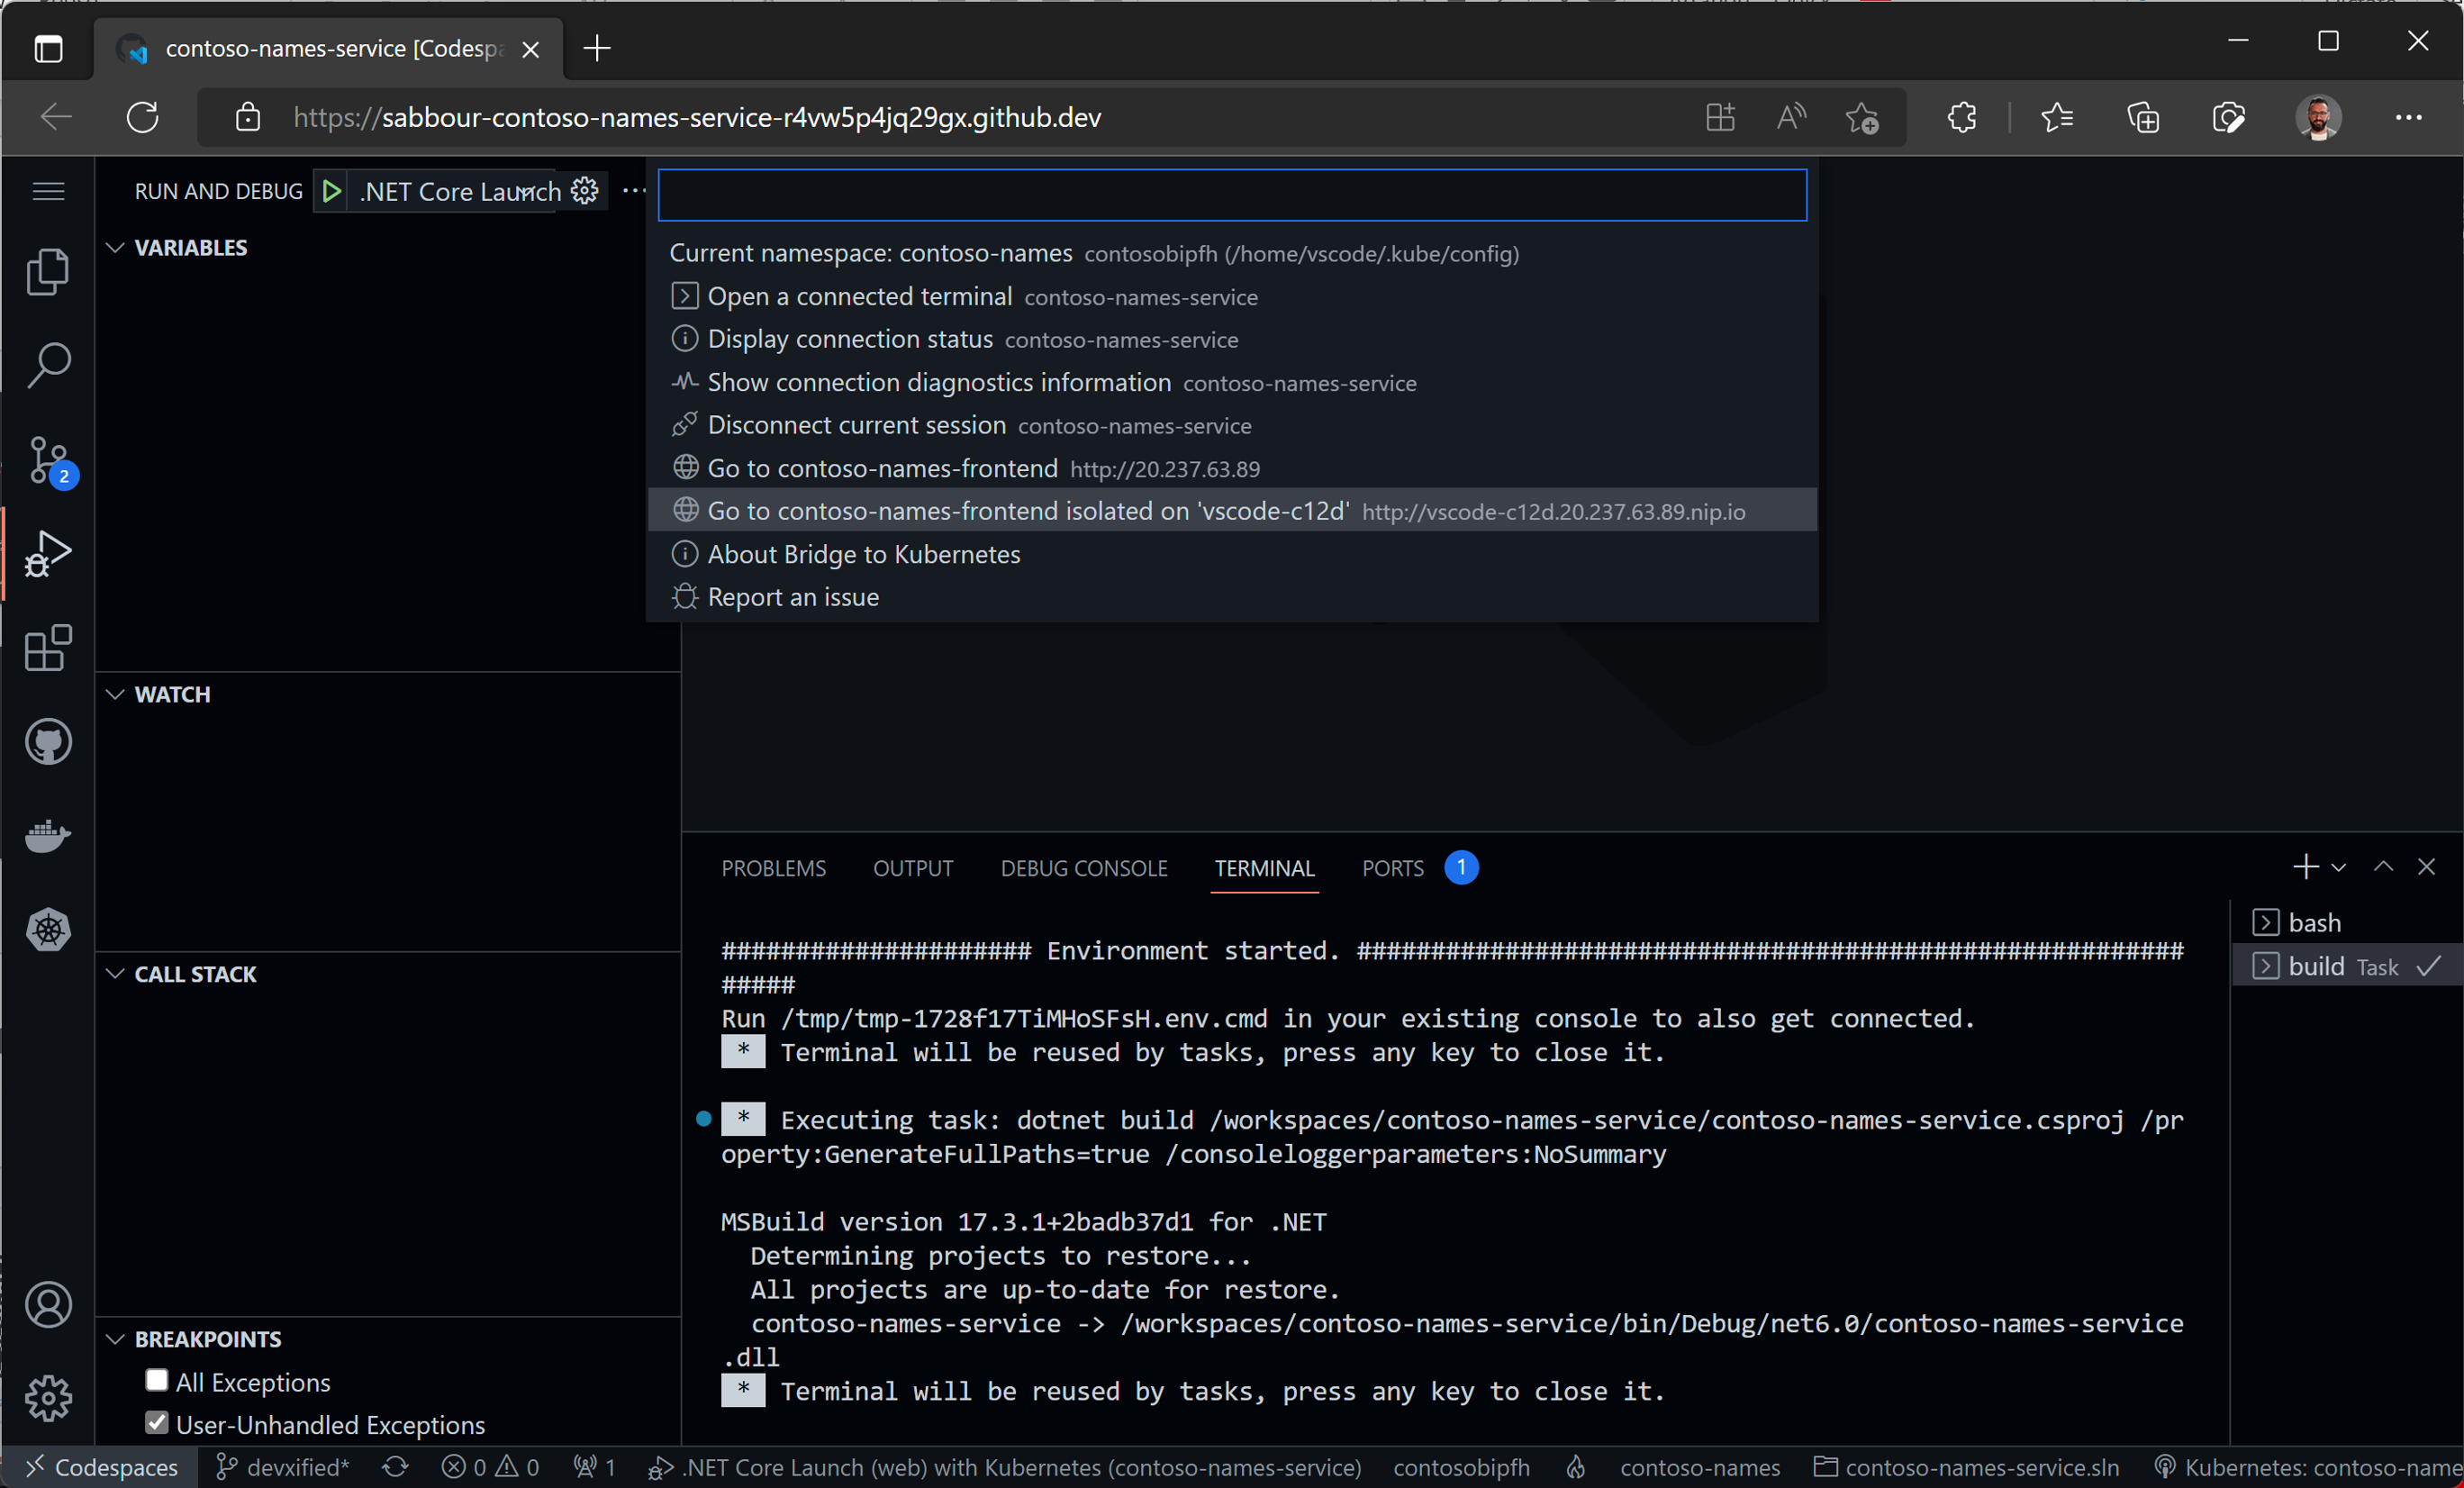 contoso-names-service [Codespa
https://sabbour-contoso-names-service-r4vw5p4jq29gx.github.dev
RUN AND DEBUG .NET Core Launch
VARIABLES
Current namespace: contoso-names contosobipfh (/home/vscode/.kube/config)
Open a connected terminal contoso-names-service
Display connection status contoso-names-service
Show connection diagnostics information contoso-names-service
Disconnect current session contoso-names-service
Go to contoso-names-frontend http://20.237.63.89
Go to contoso-names-frontend isolated on 'vscode-c12d' http://vscode-c12d.20.237.63.89.nip.io
About Bridge to Kubernetes
Report an issue
2
WATCH
CALL STACK
BREAKPOINTS
All Exceptions
User-Unhandled Exceptions
PROBLEMS OUTPUT DEBUG CONSOLE TERMINAL PORTS 1
bash
build Task
##################### Environment started. ########################################################
#####
Run /tmp/tmp-1728f17TiMHoSFsH.env.cmd in your existing console to also get connected.
* Terminal will be reused by tasks, press any key to close it.
* Executing task: dotnet build /workspaces/contoso-names-service/contoso-names-service.csproj /pr
operty:GenerateFullPaths=true /consoleloggerparameters:NoSummary
MSBuild version 17.3.1+2badb37d1 for .NET
Determining projects to restore...
All projects are up-to-date for restore.
contoso-names-service -> /workspaces/contoso-names-service/bin/Debug/net6.0/contoso-names-service
.dll
* Terminal will be reused by tasks, press any key to close it.
Codespaces devxified* 0 0 1 .NET Core Launch (web) with Kubernetes (contoso-names-service) contosobipfh contoso-names contoso-names-service.sln Kubernetes: contoso-name